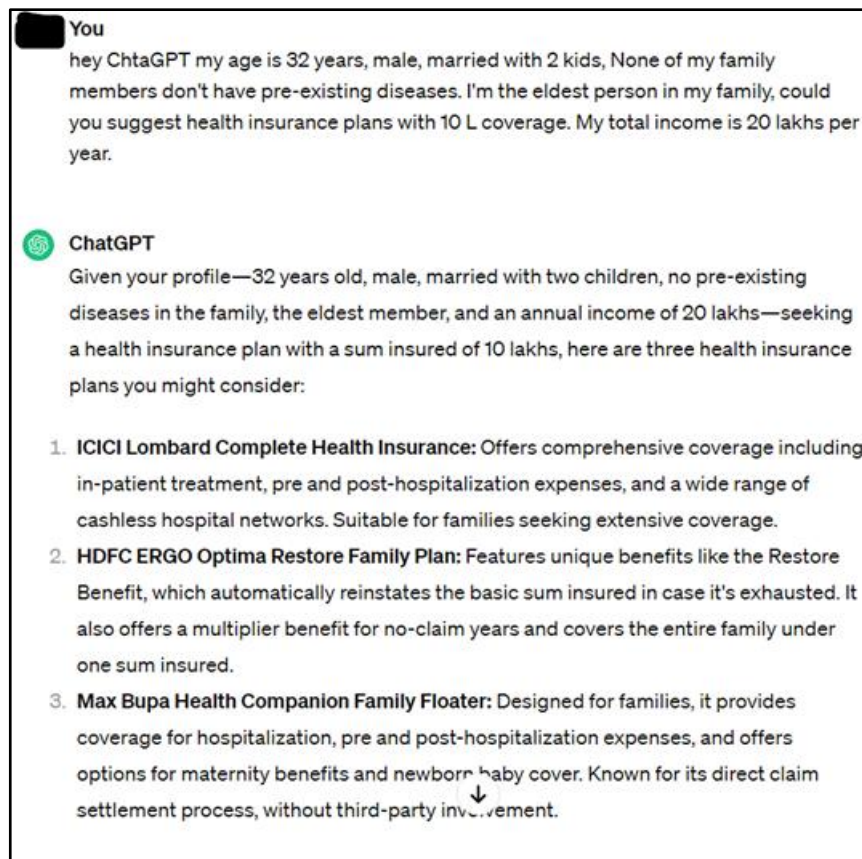 You
hey ChtaGPT my age is 32 years, male, married with 2 kids, None of my family
members don't have pre-existing diseases. I'm the eldest person in my family, could
you suggest health insurance plans with 10 L coverage. My total income is 20 lakhs per
year.
ChatGPT
Given your profile—32 years old, male, married with two children, no pre-existing
diseases in the family, the eldest member, and an annual income of 20 lakhs—seeking
a health insurance plan with a sum insured of 10 lakhs, here are three health insurance
plans you might consider:
1. ICICI Lombard Complete Health Insurance: Offers comprehensive coverage including
in-patient treatment, pre and post-hospitalization expenses, and a wide range of
cashless hospital networks. Suitable for families seeking extensive coverage.
2. HDFC ERGO Optima Restore Family Plan: Features unique benefits like the Restore
Benefit, which automatically reinstates the basic sum insured in case it's exhausted. It
also offers a multiplier benefit for no-claim years and covers the entire family under
one sum insured.
3. Max Bupa Health Companion Family Floater: Designed for families, it provides
coverage for hospitalization, pre and post-hospitalization expenses, and offers
options for maternity benefits and newborn baby cover. Known for its direct claim
settlement process, without third-party involvement.